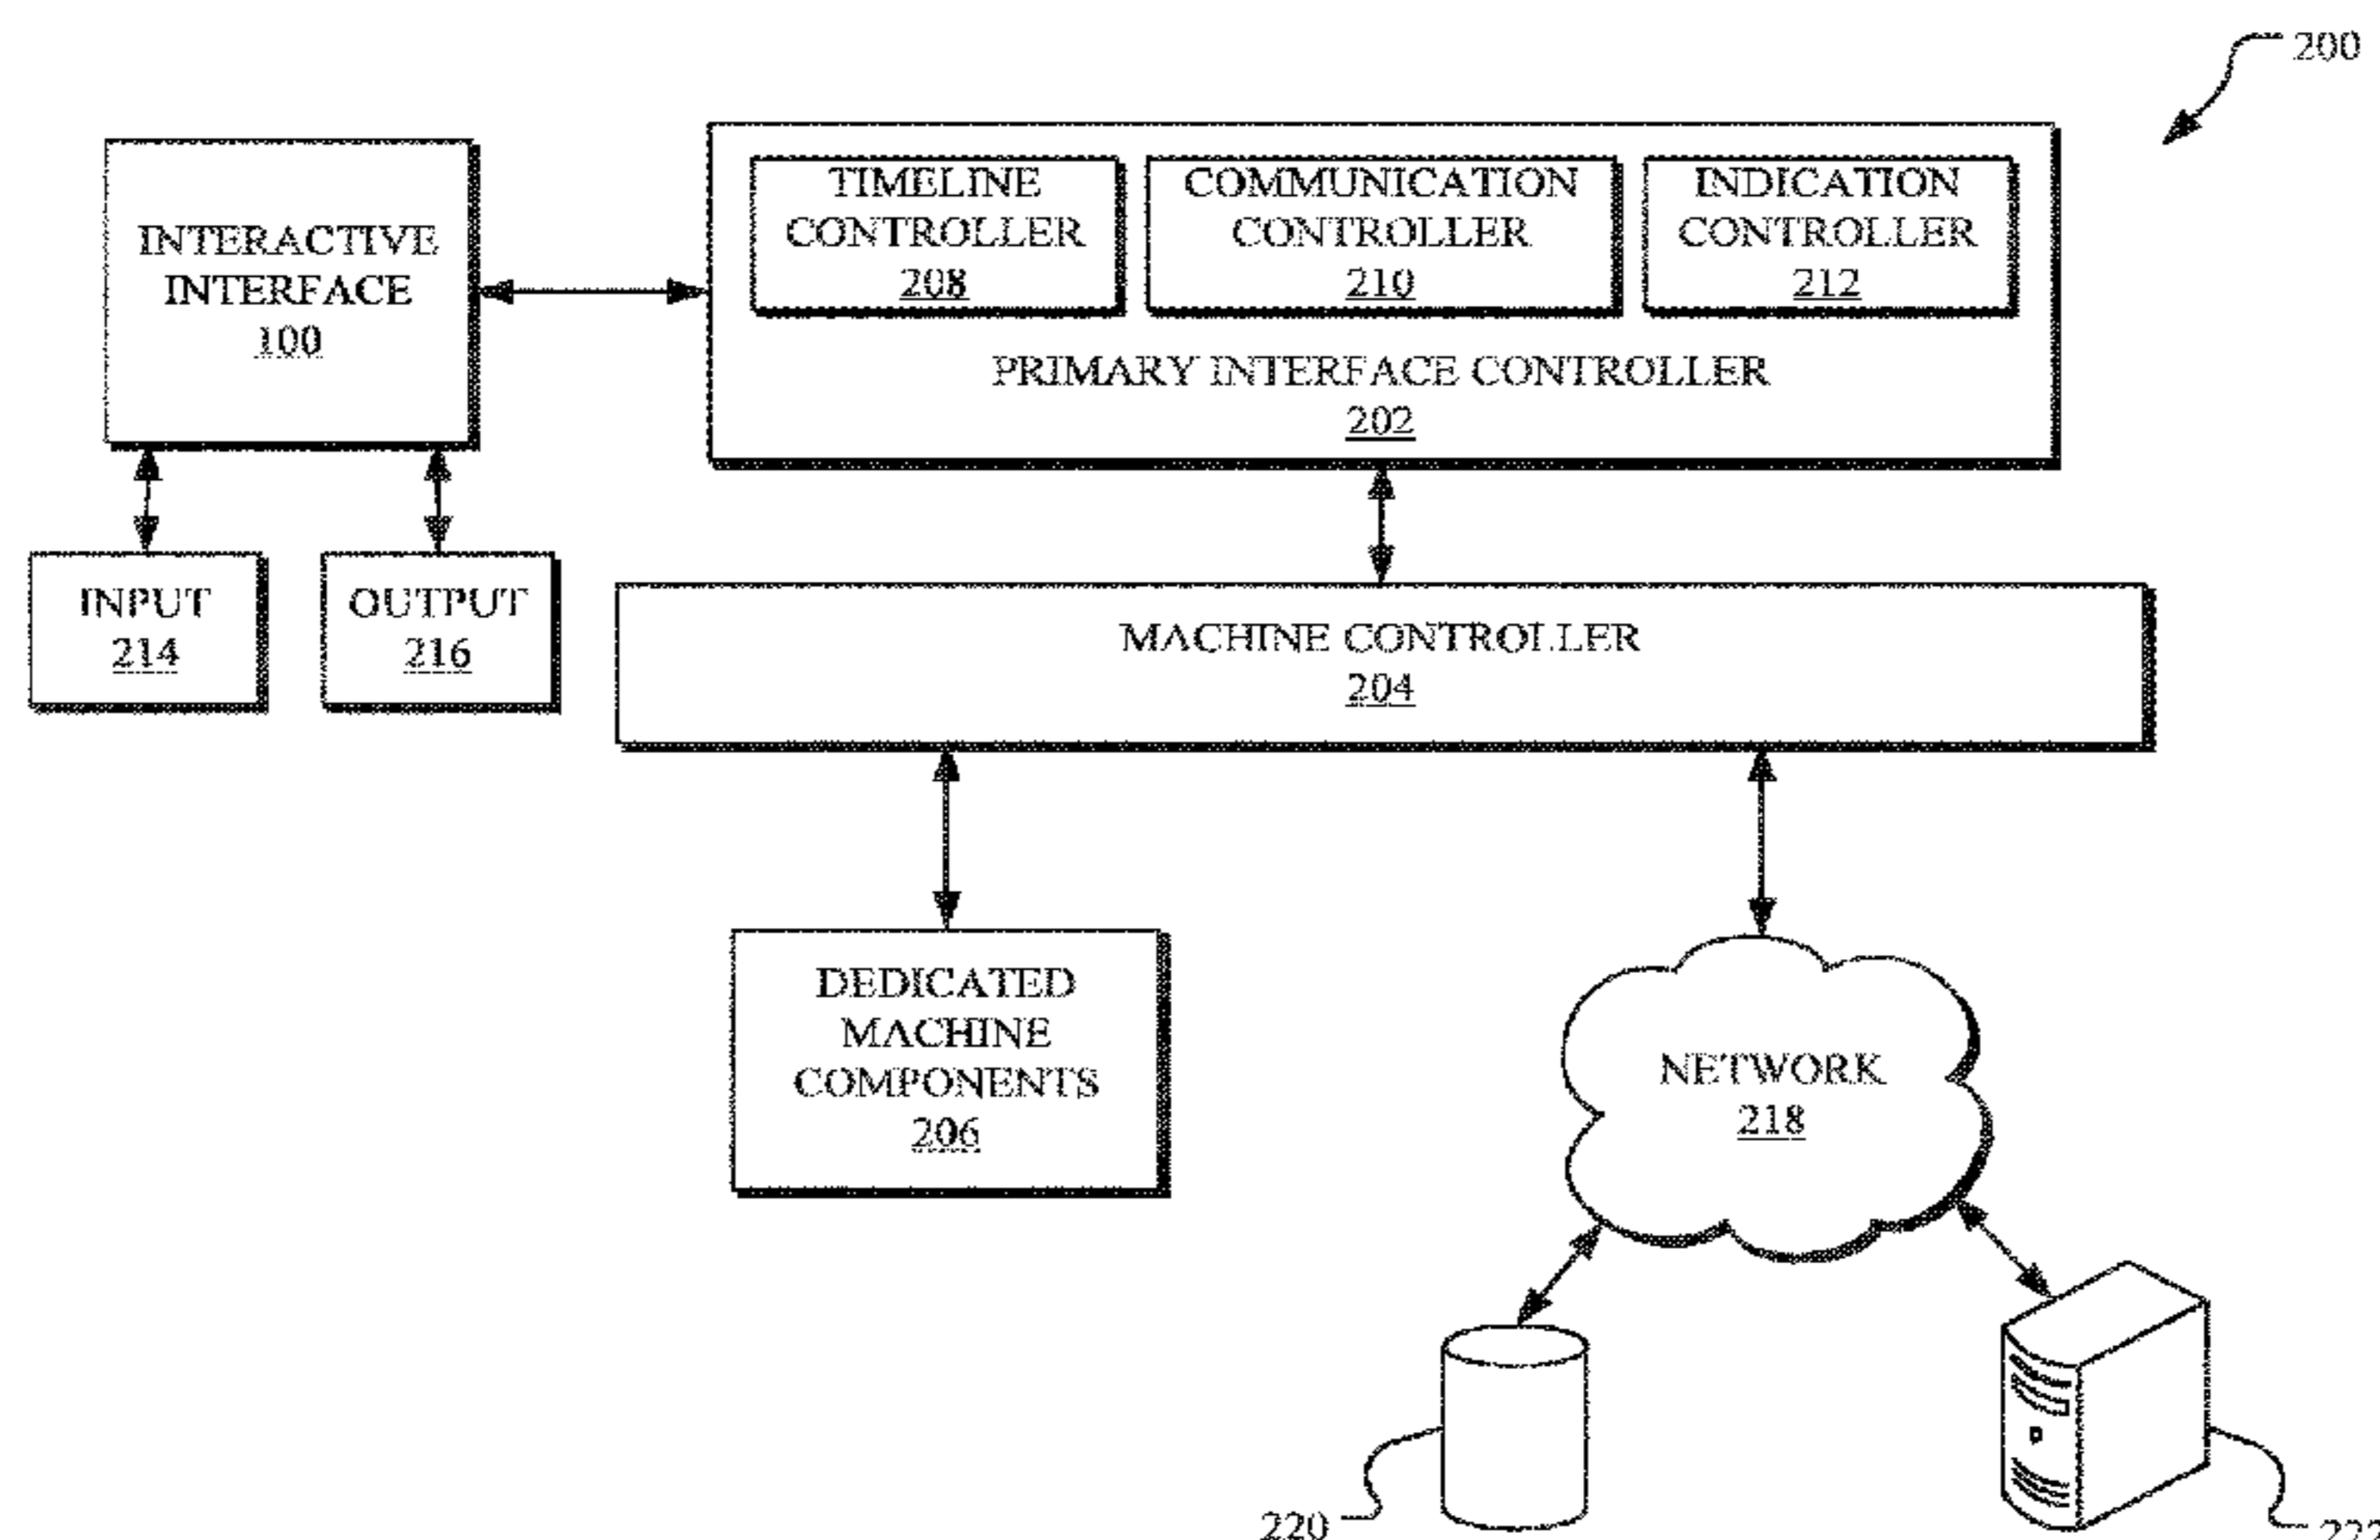 200
INTERACTIVE
INTERFACE
100
TIMELINE
CONTROLLER
208
COMMUNICATION
CONTROLLER
210
INDICATION
CONTROLLER
212
PRIMARY INTERFACE CONTROLLER
202
INPUT
214
OUTPUT
216
MACHINE CONTROLLER
204
DEDICATED
MACHINE
COMPONENTS
206
NETWORK
218
220
222